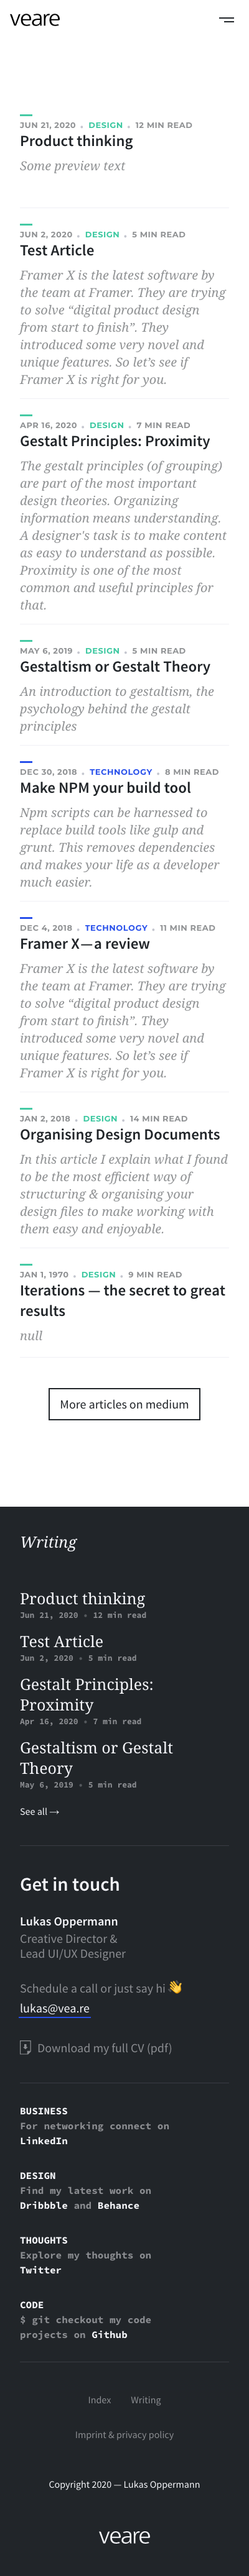 veare
JUN 21, 2020 • DESIGN • 12 MIN READ
Product thinking
Some preview text
JUN 2, 2020 • DESIGN • 5 MIN READ
Test Article
Framer X is the latest software by
the team at Framer. They are trying
to solve “digital product design
from start to finish”. They
introduced some very novel and
unique features. So let’s see if
Framer X is right for you.
APR 16, 2020 • DESIGN • 7 MIN READ
Gestalt Principles: Proximity
The gestalt principles (of grouping)
are part of the most important
design theories. Organizing
information means understanding.
A designer’s task is to make content
as easy to understand as possible.
Proximity is one of the most
common and useful principles for
that.
MAY 6, 2019 • DESIGN • 5 MIN READ
Gestaltism or Gestalt Theory
An introduction to gestaltism, the
psychology behind the gestalt
principles
DEC 30, 2018 • TECHNOLOGY • 8 MIN READ
Make NPM your build tool
Npm scripts can be harnessed to
replace build tools like gulp and
grunt. This removes dependencies
and makes your life as a developer
much easier.
DEC 4, 2018 • TECHNOLOGY • 11 MIN READ
Framer X — a review
Framer X is the latest software by
the team at Framer. They are trying
to solve “digital product design
from start to finish”. They
introduced some very novel and
unique features. So let’s see if
Framer X is right for you.
JAN 2, 2018 • DESIGN • 14 MIN READ
Organising Design Documents
In this article I explain what I found
to be the most efficient way of
structuring & organising your
design files to make working with
them easy and enjoyable.
JAN 1, 1970 • DESIGN • 9 MIN READ
Iterations — the secret to great
results
null
More articles on medium
Writing
Product thinking
Jun 21, 2020 • 12 min read
Test Article
Jun 2, 2020 • 5 min read
Gestalt Principles:
Proximity
Apr 16, 2020 • 7 min read
Gestaltism or Gestalt
Theory
May 6, 2019 • 5 min read
See all →
Get in touch
Lukas Oppermann
Creative Director &
Lead UI/UX Designer
Schedule a call or just say hi 👋
lukas@vea.re
Download my full CV (pdf)
BUSINESS
For networking connect on
LinkedIn
DESIGN
Find my latest work on
Dribbble and Behance
THOUGHTS
Explore my thoughts on
Twitter
CODE
$ git checkout my code
projects on Github
Index Writing
Imprint & privacy policy
Copyright 2020 — Lukas Oppermann
veare